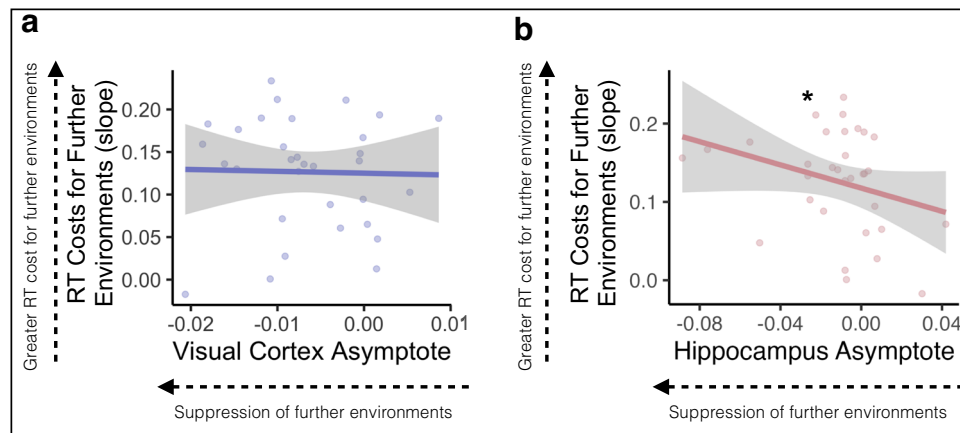 a
Greater RT cost for further environments
RT Costs for Further
Environments (slope)
0.20
0.15
0.10
0.05
0.00
-0.02
-0.01
0.00
0.01
Visual Cortex Asymptote
Suppression of further environments
b
Greater RT cost for further environments
RT Costs for Further
Environments (slope)
0.2
0.1
0.0
*
-0.08
-0.04
0.00
0.04
Hippocampus Asymptote
Suppression of further environments